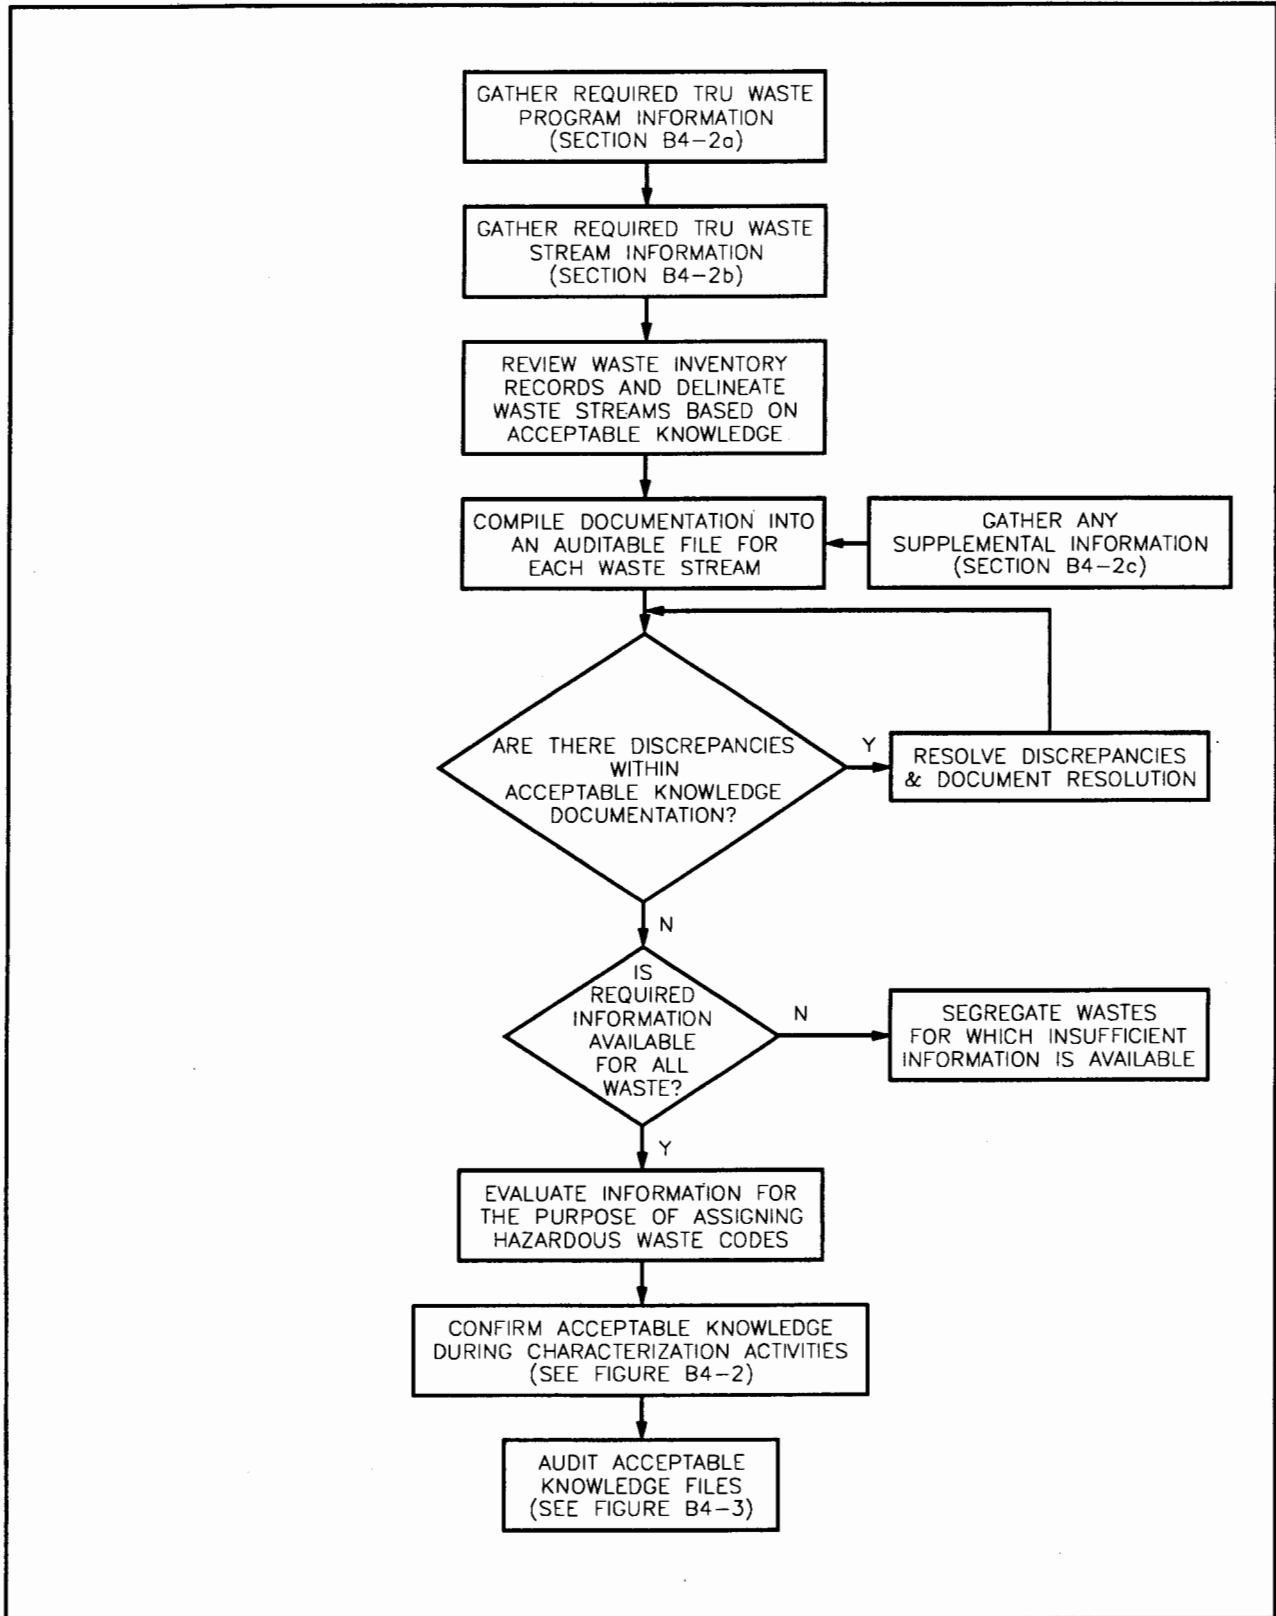 GATHER REQUIRED TRU WASTE
PROGRAM INFORMATION
(SECTION B4-2a)
GATHER REQUIRED TRU WASTE
STREAM INFORMATION
(SECTION B4-2b)
REVIEW WASTE INVENTORY
RECORDS AND DELINEATE
WASTE STREAMS BASED ON
ACCEPTABLE KNOWLEDGE
COMPILE DOCUMENTATION INTO
AN AUDITABLE FILE FOR
EACH WASTE STREAM
GATHER ANY
SUPPLEMENTAL INFORMATION
(SECTION B4-2c)
ARE THERE DISCREPANCIES
WITHIN
ACCEPTABLE KNOWLEDGE
DOCUMENTATION?
Y
RESOLVE DISCREPANCIES
& DOCUMENT RESOLUTION
N
IS
REQUIRED
INFORMATION
AVAILABLE
FOR ALL
WASTE?
N
SEGREGATE WASTES
FOR WHICH INSUFFICIENT
INFORMATION IS AVAILABLE
Y
EVALUATE INFORMATION FOR
THE PURPOSE OF ASSIGNING
HAZARDOUS WASTE CODES
CONFIRM ACCEPTABLE KNOWLEDGE
DURING CHARACTERIZATION ACTIVITIES
(SEE FIGURE B4-2)
AUDIT ACCEPTABLE
KNOWLEDGE FILES
(SEE FIGURE B4-3)